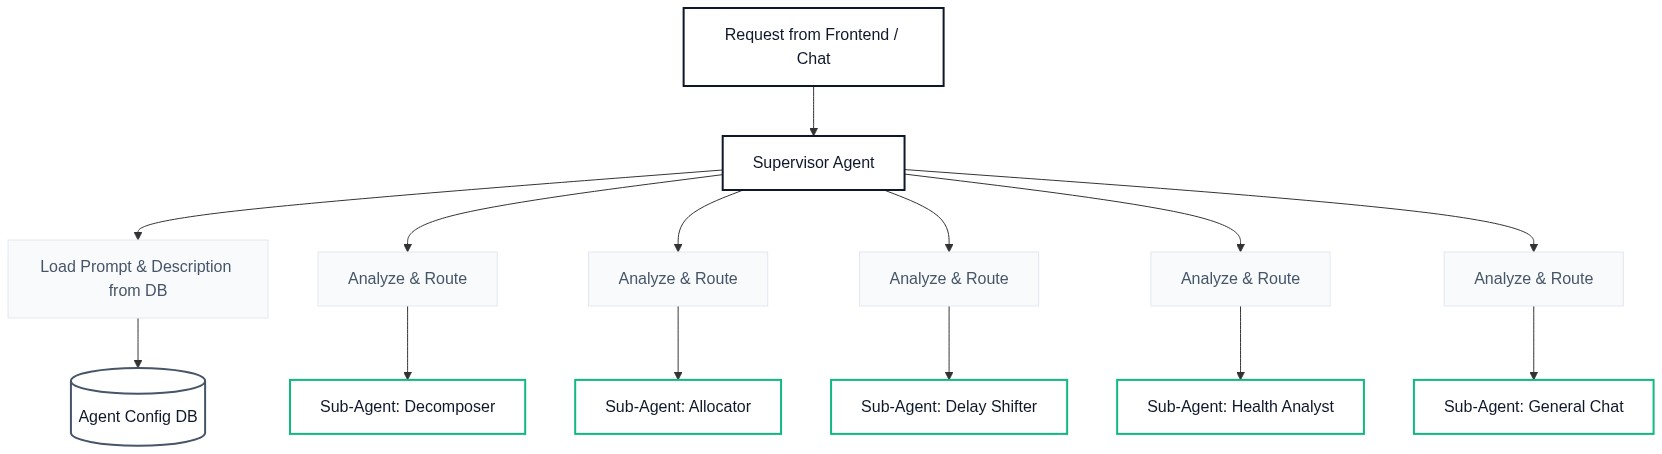 Request from Frontend /
Chat
Supervisor Agent
Load Prompt & Description
from DB
Analyze & Route
Analyze & Route
Analyze & Route
Analyze & Route
Analyze & Route
Agent Config DB
Sub-Agent: Decomposer
Sub-Agent: Allocator
Sub-Agent: Delay Shifter
Sub-Agent: Health Analyst
Sub-Agent: General Chat